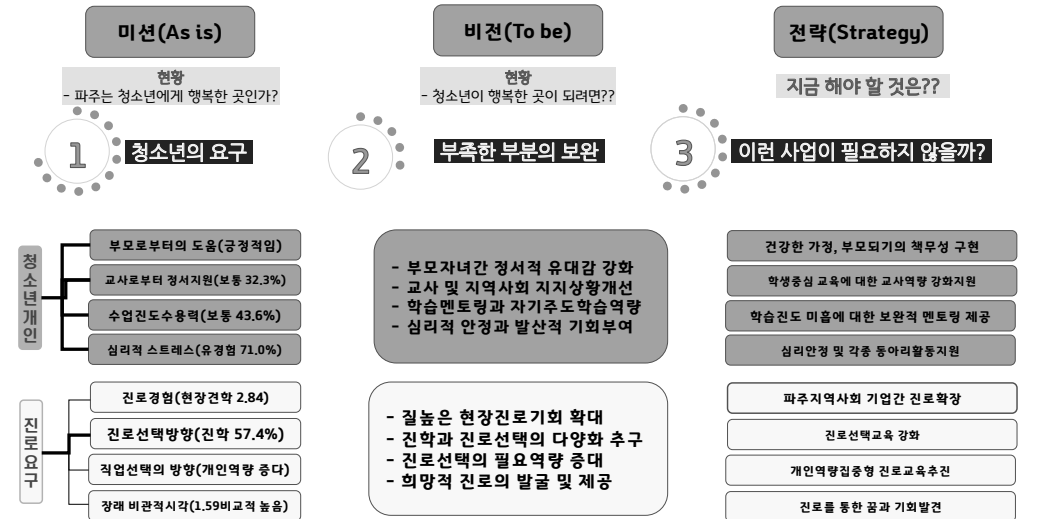 미션(As is)
비전(To be)
전략(Strategy)
현황
- 파주는 청소년에게 행복한 곳인가?
현황
- 청소년이 행복한 곳이 되려면??
지금 해야 할 것은??
1
청소년의 요구
2
부족한 부분의 보완
3
이런 사업이 필요하지 않을까?
청소년개인
부모로부터의 도움(긍정적임)
교사로부터 정서지원(보통 32.3%)
수업진도수용력(보통 43.6%)
심리적 스트레스(유경험 71.0%)
- 부모자녀간 정서적 유대감 강화
- 교사 및 지역사회 지지상황개선
- 학습멘토링과 자기주도학습역량
- 심리적 안정과 발산적 기회부여
건강한 가정, 부모되기의 책무성 구현
학생중심 교육에 대한 교사역량 강화지원
학습진도 미흡에 대한 보완적 멘토링 제공
심리안정 및 각종 동아리활동지원
진로요구
진로경험(현장견학 2.84)
진로선택방향(진학 57.4%)
직업선택의 방향(개인역량 중다)
장래 비관적시각(1.59비교적 높음)
- 질높은 현장진로기회 확대
- 진학과 진로선택의 다양화 추구
- 진로선택의 필요역량 증대
- 희망적 진로의 발굴 및 제공
파주지역사회 기업간 진로확장
진로선택교육 강화
개인역량집중형 진로교육추진
진로를 통한 꿈과 기회발견